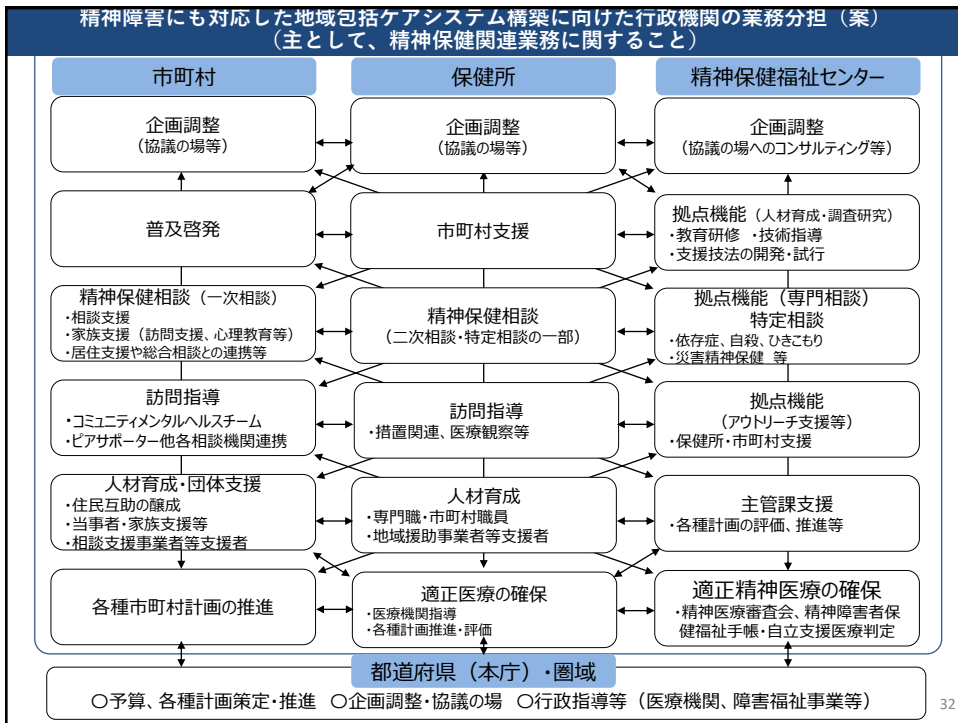 精神障害にも対応した地域包括ケアシステム構築に向けた行政機関の業務分担（案）
（主として、精神保健関連業務に関すること）
市町村
企画調整
(協議の場等)
普及啓発
精神保健相談（一次相談）
・相談支援
・家族支援（訪問支援、心理教育等）
・居住支援や総合相談との連携等
訪問指導
・コミュニティメンタルヘルスチーム
・ピアサポーター他各相談機関連携
人材育成・団体支援
・住民互助の醸成
・当事者・家族支援等
・相談支援事業者等支援者
各種市町村計画の推進
保健所
企画調整
(協議の場等)
市町村支援
精神保健相談
(二次相談・特定相談の一部)
訪問指導
・措置関連、医療観察等
人材育成
・専門職・市町村職員
・地域援助事業者等支援者
適正医療の確保
・医療機関指導
・各種計画推進・評価
精神保健福祉センター
企画調整
(協議の場へのコンサルティング等)
拠点機能（人材育成・調査研究）
・教育研修　・技術指導
・支援技法の開発・試行
拠点機能（専門相談）
特定相談
・依存症、自殺、ひきこもり
・災害精神保健　等
拠点機能
（アウトリーチ支援等）
・保健所・市町村支援
主管課支援
・各種計画の評価、推進等
適正精神医療の確保
・精神医療審査会、精神障害者保
健福祉手帳・自立支援医療判定
都道府県（本庁）・圏域
〇予算、各種計画策定・推進　〇企画調整・協議の場　〇行政指導等（医療機関、障害福祉事業等）
32